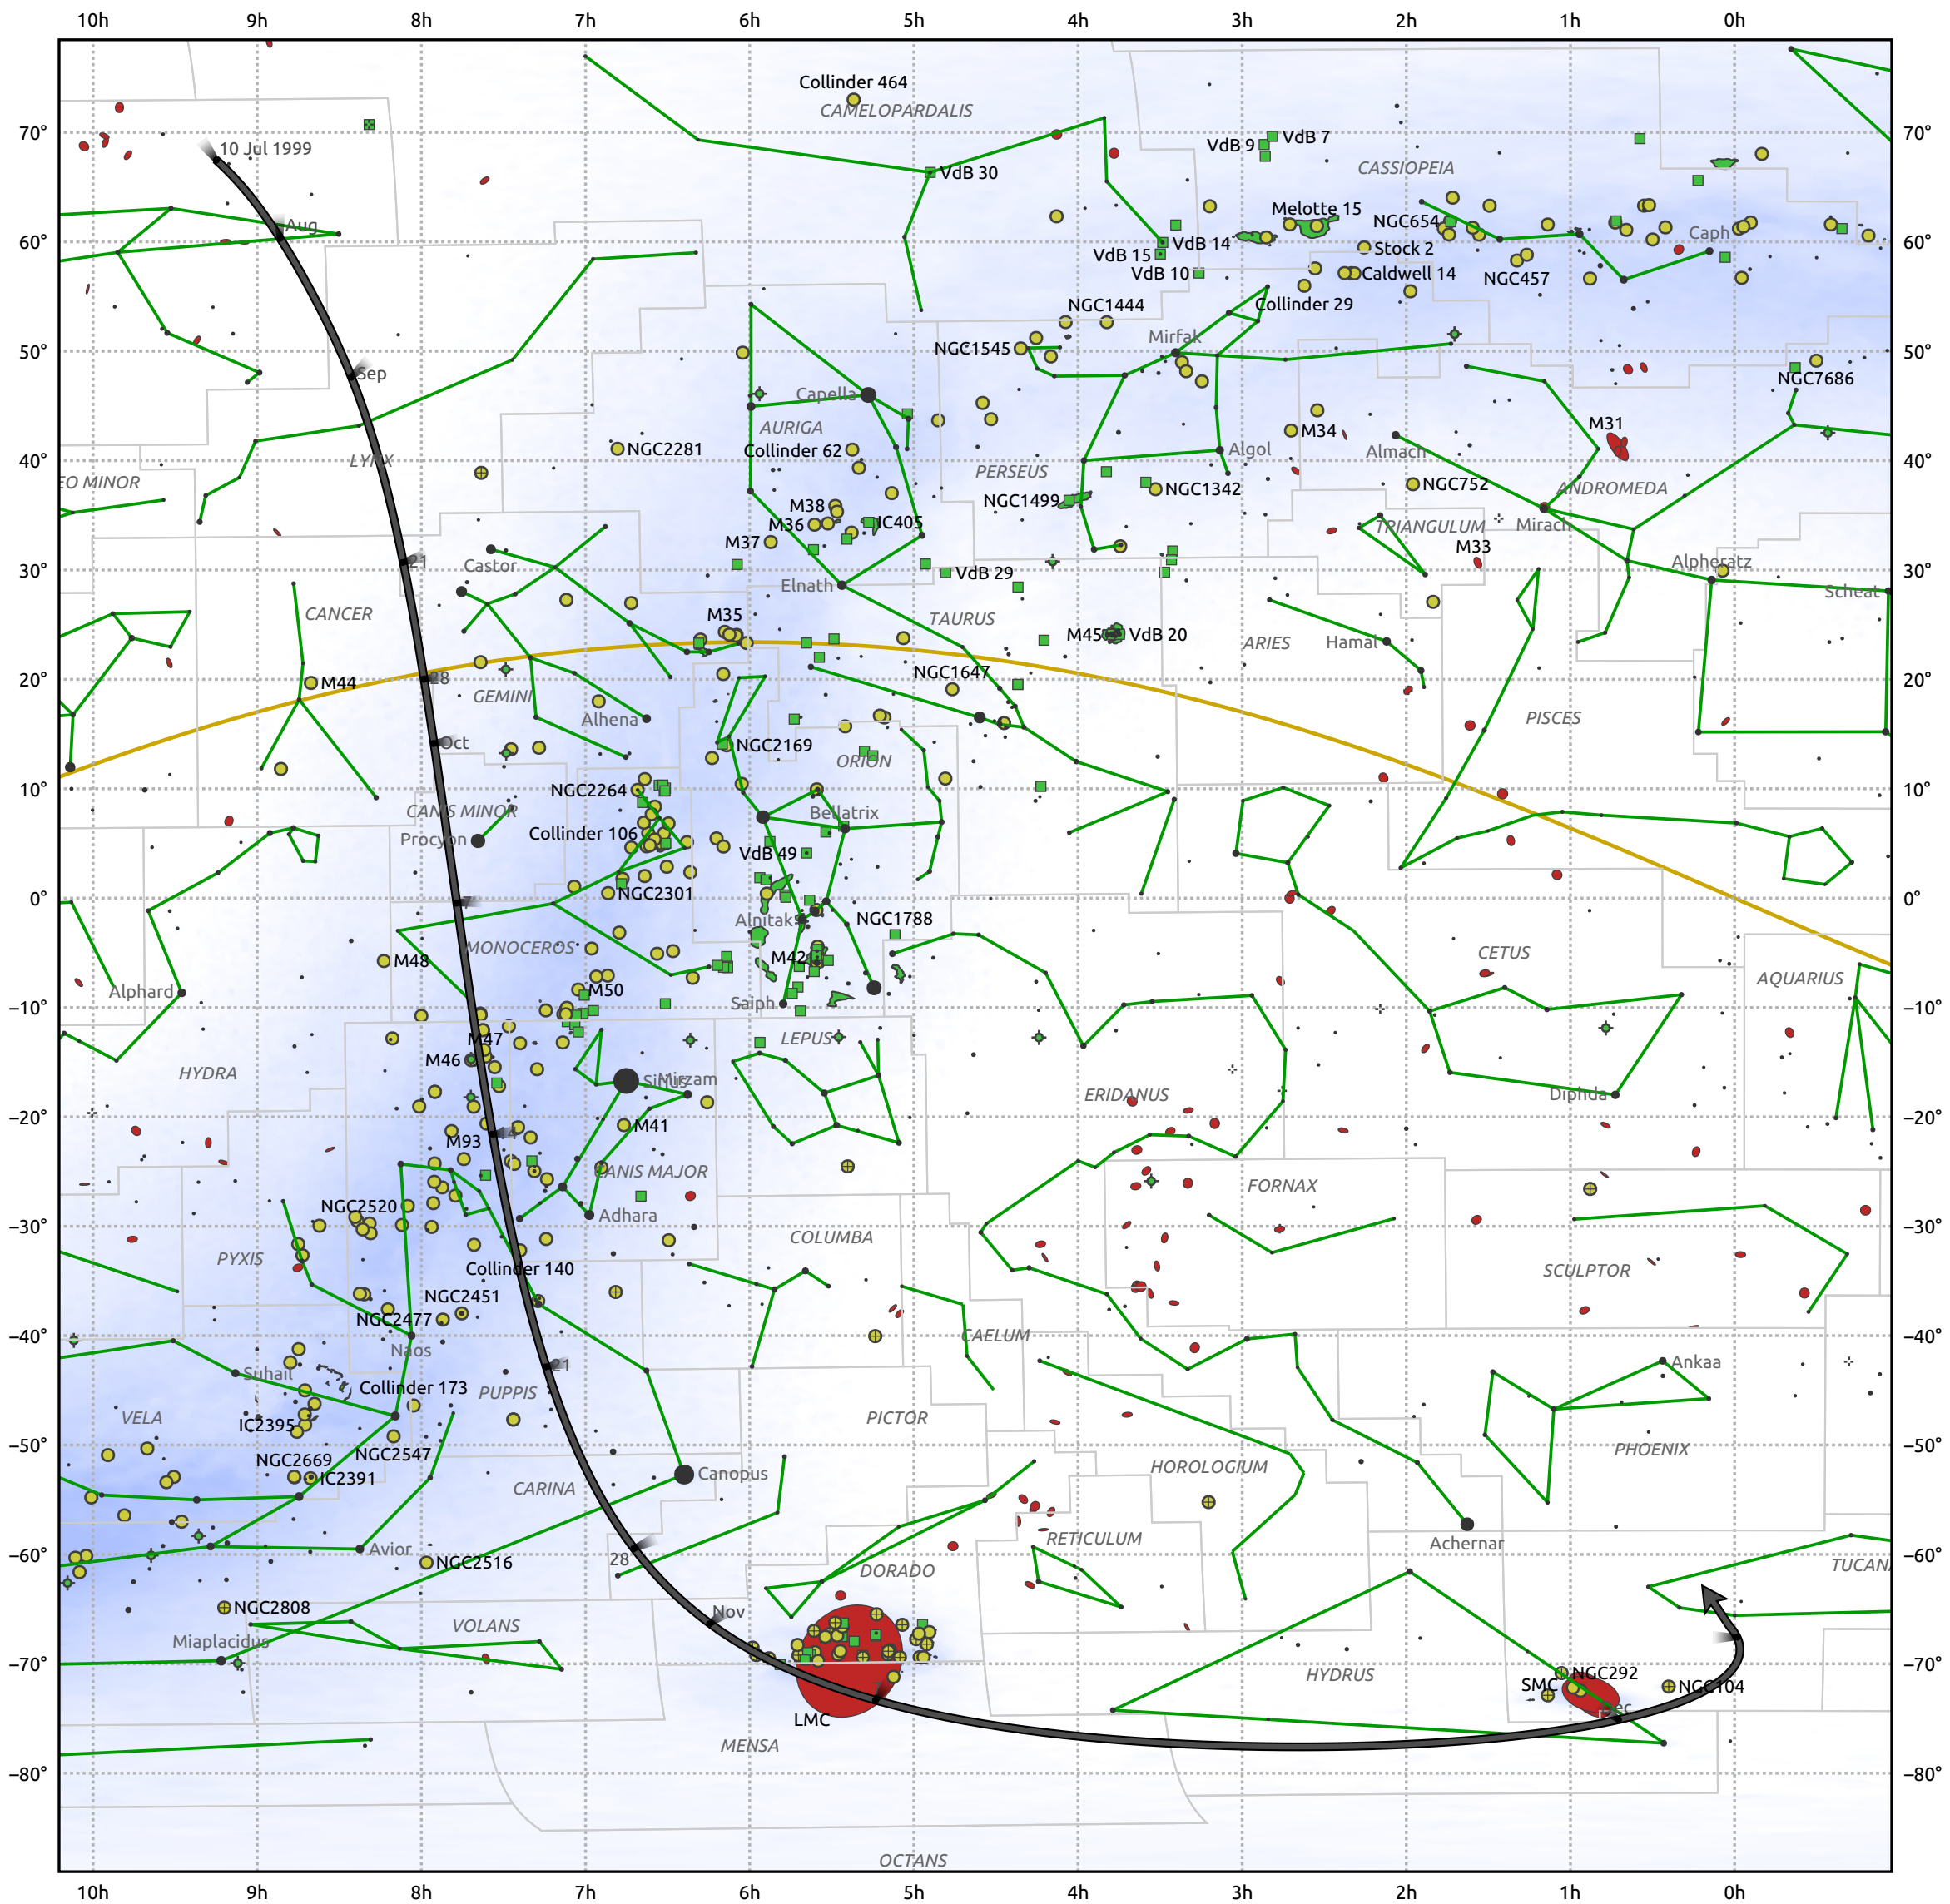 10h 9h 8h 7h 6h 5h 4h 3h 2h 1h 0h
Collinder 464
CAMELOPARDALIS
70° 70°
10 Jul 1999
VdB 9 VdB 7
CASSIOPEIA
VdB 30
Melotte 15
NGC654
Aug
Caph
60° 60°
VdB 14
Stock 2
VdB 15
VdB 10
Caldwell 14
NGC457
NGC1444
Collinder 29
Mirfak
NGC1545
50° 50°
Sep
NGC7686
Capella
AURIGA
M34
M31
Collinder 62
NGC2281
Algol
Almach
LYNX
40° 40°
PERSEUS
EO MINOR
NGC752
ANDROMEDA
NGC1342
NGC1499
M38
IC405
M36
TRIANGULUM
Mirach
M37
M33
21
Castor
Alpheratz
30° 30°
VdB 29
Elnath
Scheat
CANCER
M35
TAURUS
M45
VdB 20
ARIES
Hamal
NGC1647
M44
28
20° 20°
GEMINI
Alhena
PISCES
Oct
NGC2169
ORION
10° 10°
NGC2264
CANIS MINOR
Bellatrix
Collinder 106
Procyon
VdB 49
NGC2301
0° 0°
7
Alnitak
NGC1788
MONOCEROS
M48
M42
CETUS
AQUARIUS
Alphard
M50
Saiph
−10° −10°
M47
LEPUS
M46
HYDRA
Sirius
Mirzam
ERIDANUS
Diphda
−20° −20°
M41
14
M93
CANIS MAJOR
FORNAX
NGC2520
Adhara
−30° −30°
COLUMBA
PYXIS
Collinder 140
SCULPTOR
NGC2451
NGC2477
CAELUM
−40° −40°
Naos
21
Ankaa
Suhail
Collinder 173
PUPPIS
VELA
PICTOR
IC2395
NGC2547
PHOENIX
−50° −50°
NGC2669
HOROLOGIUM
IC2391
Canopus
CARINA
RETICULUM
Achernar
Avior
28
−60° −60°
NGC2516
DORADO
TUCANA
NGC2808
Nov
VOLANS
Miaplacidus
−70° −70°
HYDRUS
NGC292
SMC
NGC104
7
Dec
LMC
MENSA
−80° −80°
OCTANS
10h 9h 8h 7h 6h 5h 4h 3h 2h 1h 0h